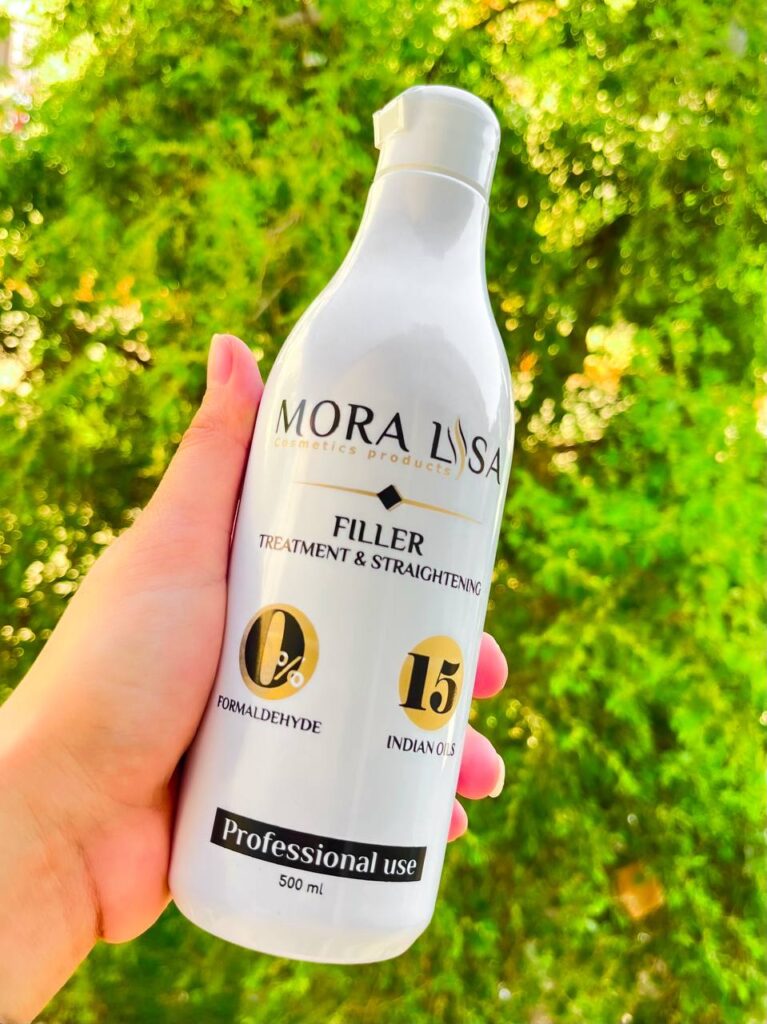 MORA LISA
Cosmetics products
FILLER
TREATMENT & STRAIGHTENING
0%
FORMALDEHYDE
15
INDIAN OILS
Professional use
500 ml